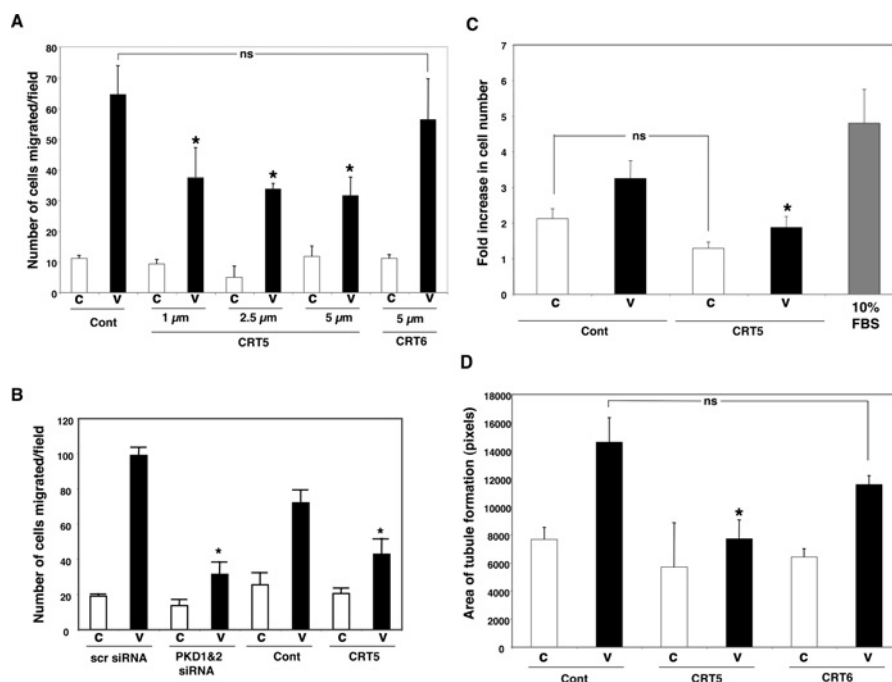 A
Number of cells migrated/field
80
70
60
50
40
30
20
10
0
ns
*
*
*
C V C V C V C V C V
Cont 1 µm 2.5 µm 5 µm 5 µm
CRT5 CRT6
B
Number of cells migrated/field
120
100
80
60
40
20
0
*
*
C V C V C V C V
scr siRNA PKD1&2 siRNA Cont CRT5
C
Fold increase in cell number
7
6
5
4
3
2
1
0
ns
*
C V C V 10%
FBS
Cont CRT5
D
Area of tubule formation (pixels)
18000
16000
14000
12000
10000
8000
6000
4000
2000
000
ns
*
C V C V C V
Cont CRT5 CRT6